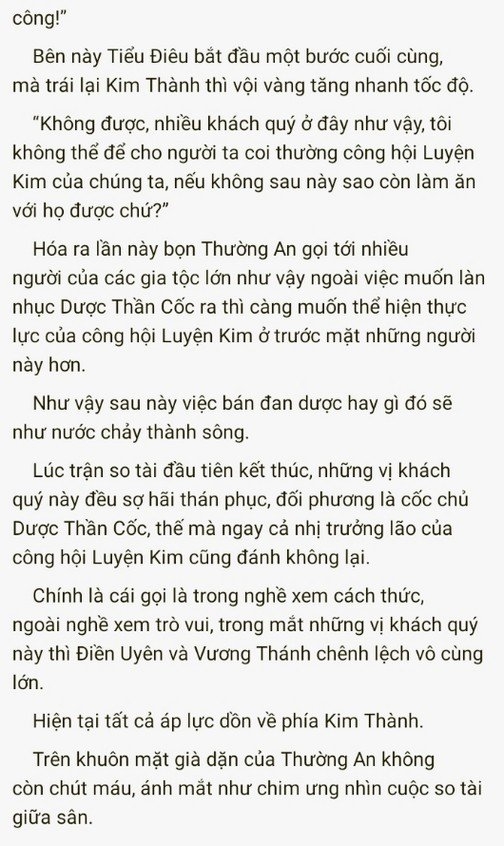 công!”
Bên này Tiểu Điêu bắt đầu một bước cuối cùng,
mà trái lại Kim Thành thì vội vàng tăng nhanh tốc độ.
“Không được, nhiều khách quý ở đây như vậy, tôi
không thể để cho người ta coi thường công hội Luyện
Kim của chúng ta, nếu không sau này sao còn làm ăn
với họ được chứ?”
Hóa ra lần này bọn Thường An gọi tới nhiều
người của các gia tộc lớn như vậy ngoài việc muốn làn
nhục Dược Thần Cốc ra thì càng muốn thể hiện thực
lực của công hội Luyện Kim ở trước mặt những người
này hơn.
Như vậy sau này việc bán đan dược hay gì đó sẽ
như nước chảy thành sông.
Lúc trận so tài đầu tiên kết thúc, những vị khách
quý này đều sợ hãi thán phục, đối phương là cốc chủ
Dược Thần Cốc, thế mà ngay cả nhị trưởng lão của
công hội Luyện Kim cũng đánh không lại.
Chính là cái gọi là trong nghề xem cách thức,
ngoài nghề xem trò vui, trong mắt những vị khách quý
này thì Điền Uyên và Vương Thánh chênh lệch vô cùng
lớn.
Hiện tại tất cả áp lực dồn về phía Kim Thành.
Trên khuôn mặt già dặn của Thường An không
còn chút máu, ánh mắt như chim ưng nhìn cuộc so tài
giữa sân.